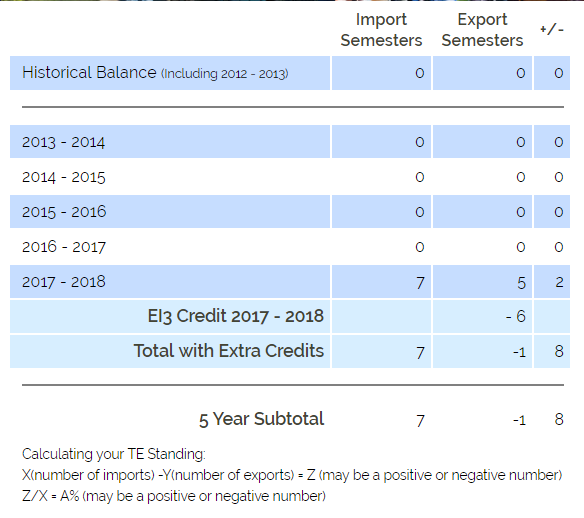 Import Semesters Export Semesters +/-
Historical Balance (Including 2012 - 2013) 0 0 0
2013 - 2014 0 0 0
2014 - 2015 0 0 0
2015 - 2016 0 0 0
2016 - 2017 0 0 0
2017 - 2018 7 5 2
EI3 Credit 2017 - 2018 - 6
Total with Extra Credits 7 -1 8
5 Year Subtotal 7 -1 8
Calculating your TE Standing:
X(number of imports) -Y(number of exports) = Z (may be a positive or negative number)
Z/X = A% (may be a positive or negative number)